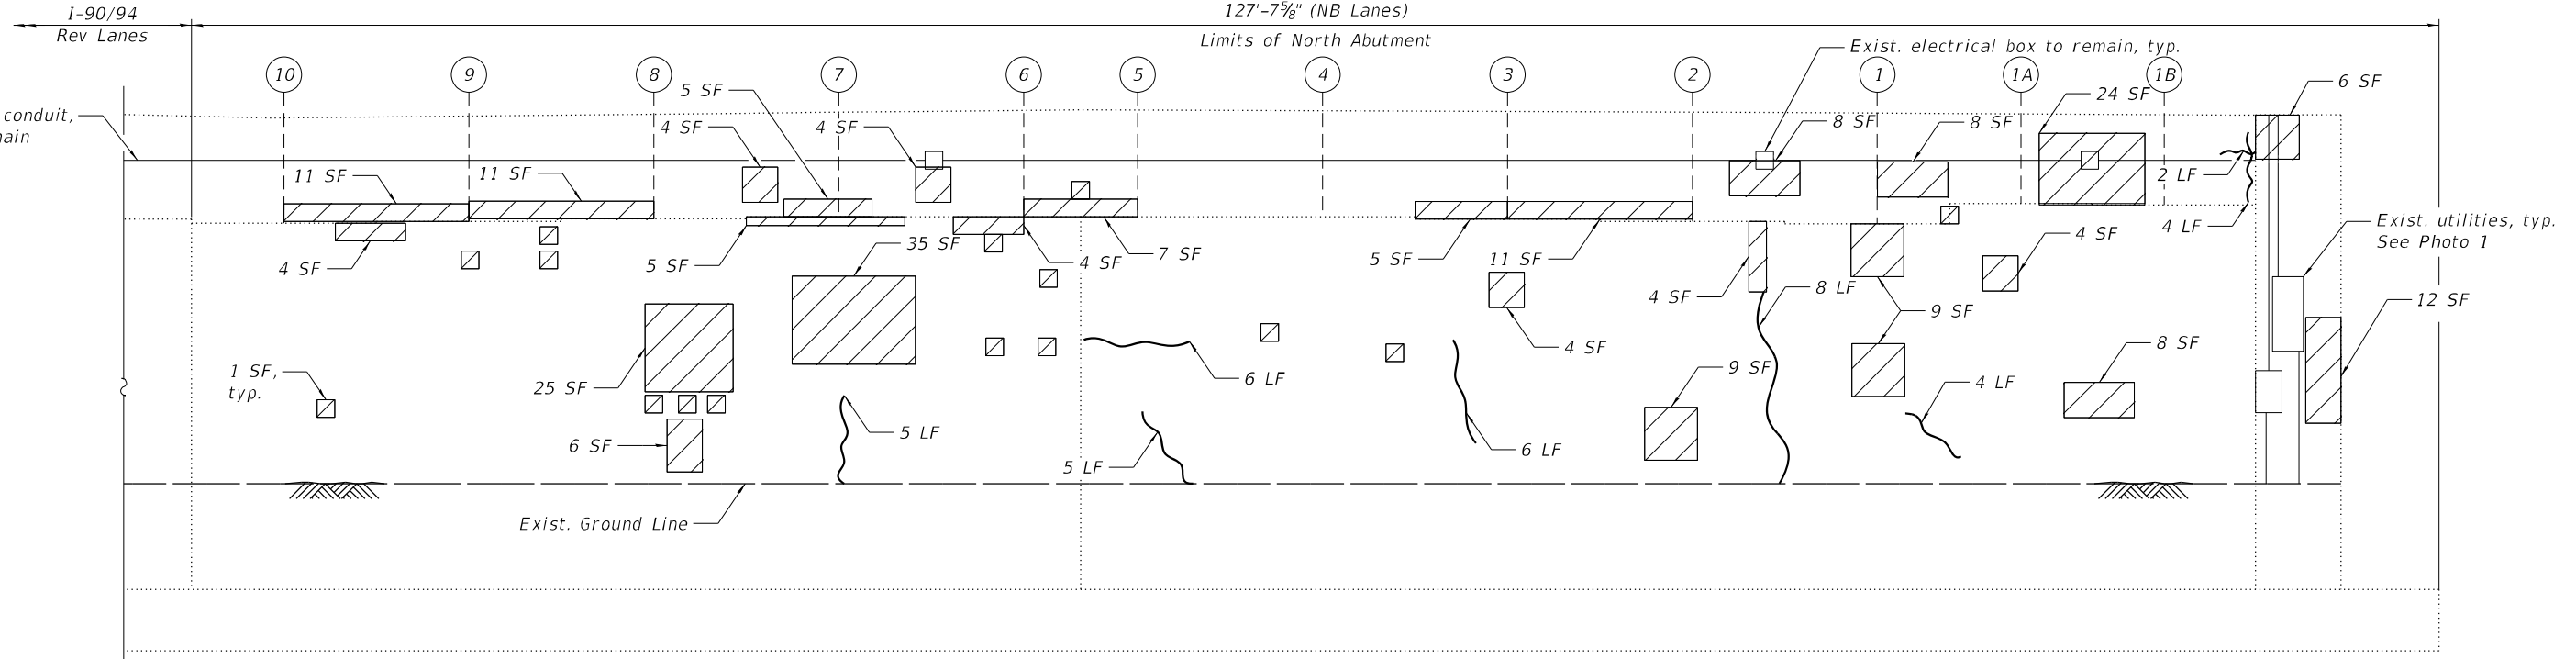 I-90/94
Rev Lanes
127'-7⅝" (NB Lanes)
Limits of North Abutment
Exist. electrical box to remain, typ.
10
9
8
7
6
5
4
3
2
1
1A
1B
6 SF
5 SF
24 SF
conduit,
4 SF
4 SF
8 SF
8 SF
11 SF
11 SF
2 LF
4 LF
Exist. utilities, typ.
See Photo 1
4 SF
5 SF
35 SF
4 SF
7 SF
5 SF
11 SF
4 SF
4 SF
8 LF
9 SF
12 SF
1 SF,
typ.
25 SF
6 LF
4 SF
9 SF
4 LF
8 SF
6 SF
5 LF
5 LF
6 LF
Exist. Ground Line